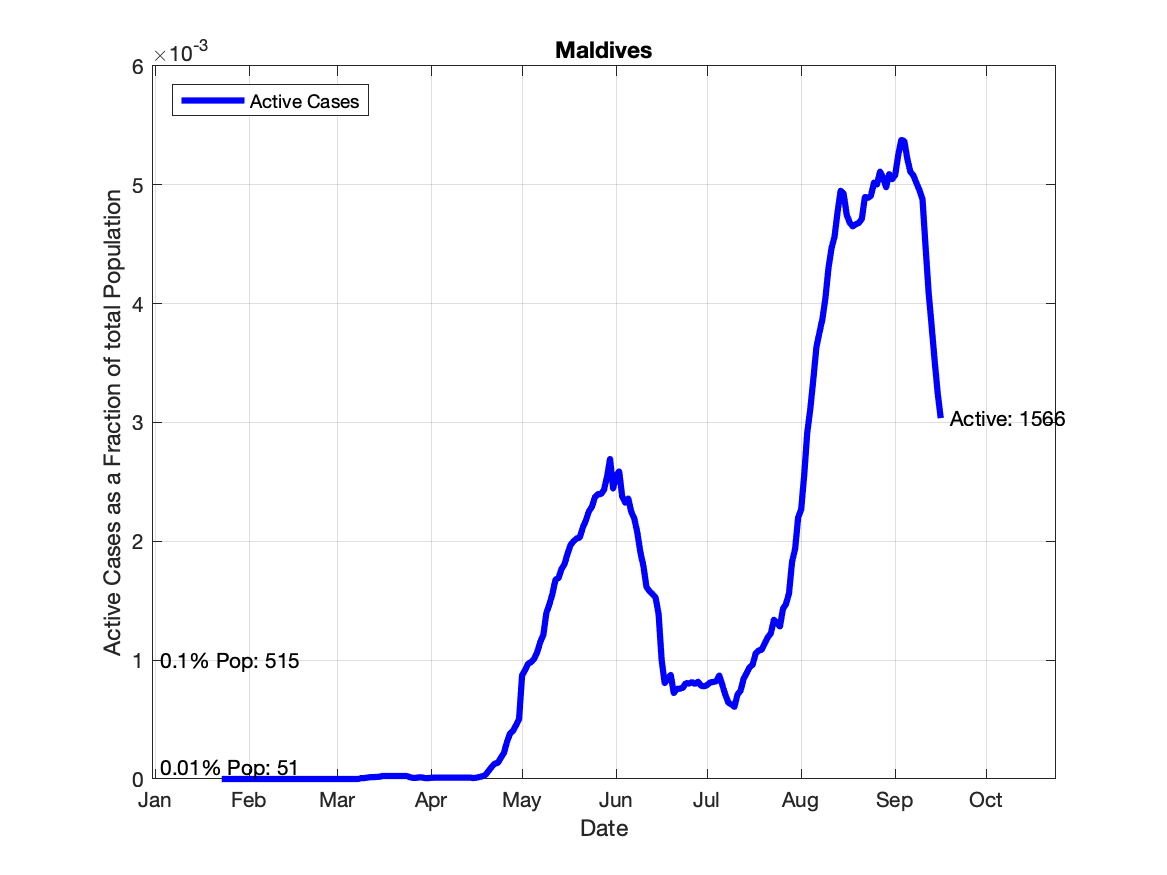 Maldives
×10-3
6
5
4
3
2
1
0
Active Cases
Active Cases as a Fraction of total Population
Active: 1566
0.1% Pop: 515
0.01% Pop: 51
Jan Feb Mar Apr May Jun Jul Aug Sep Oct
Date